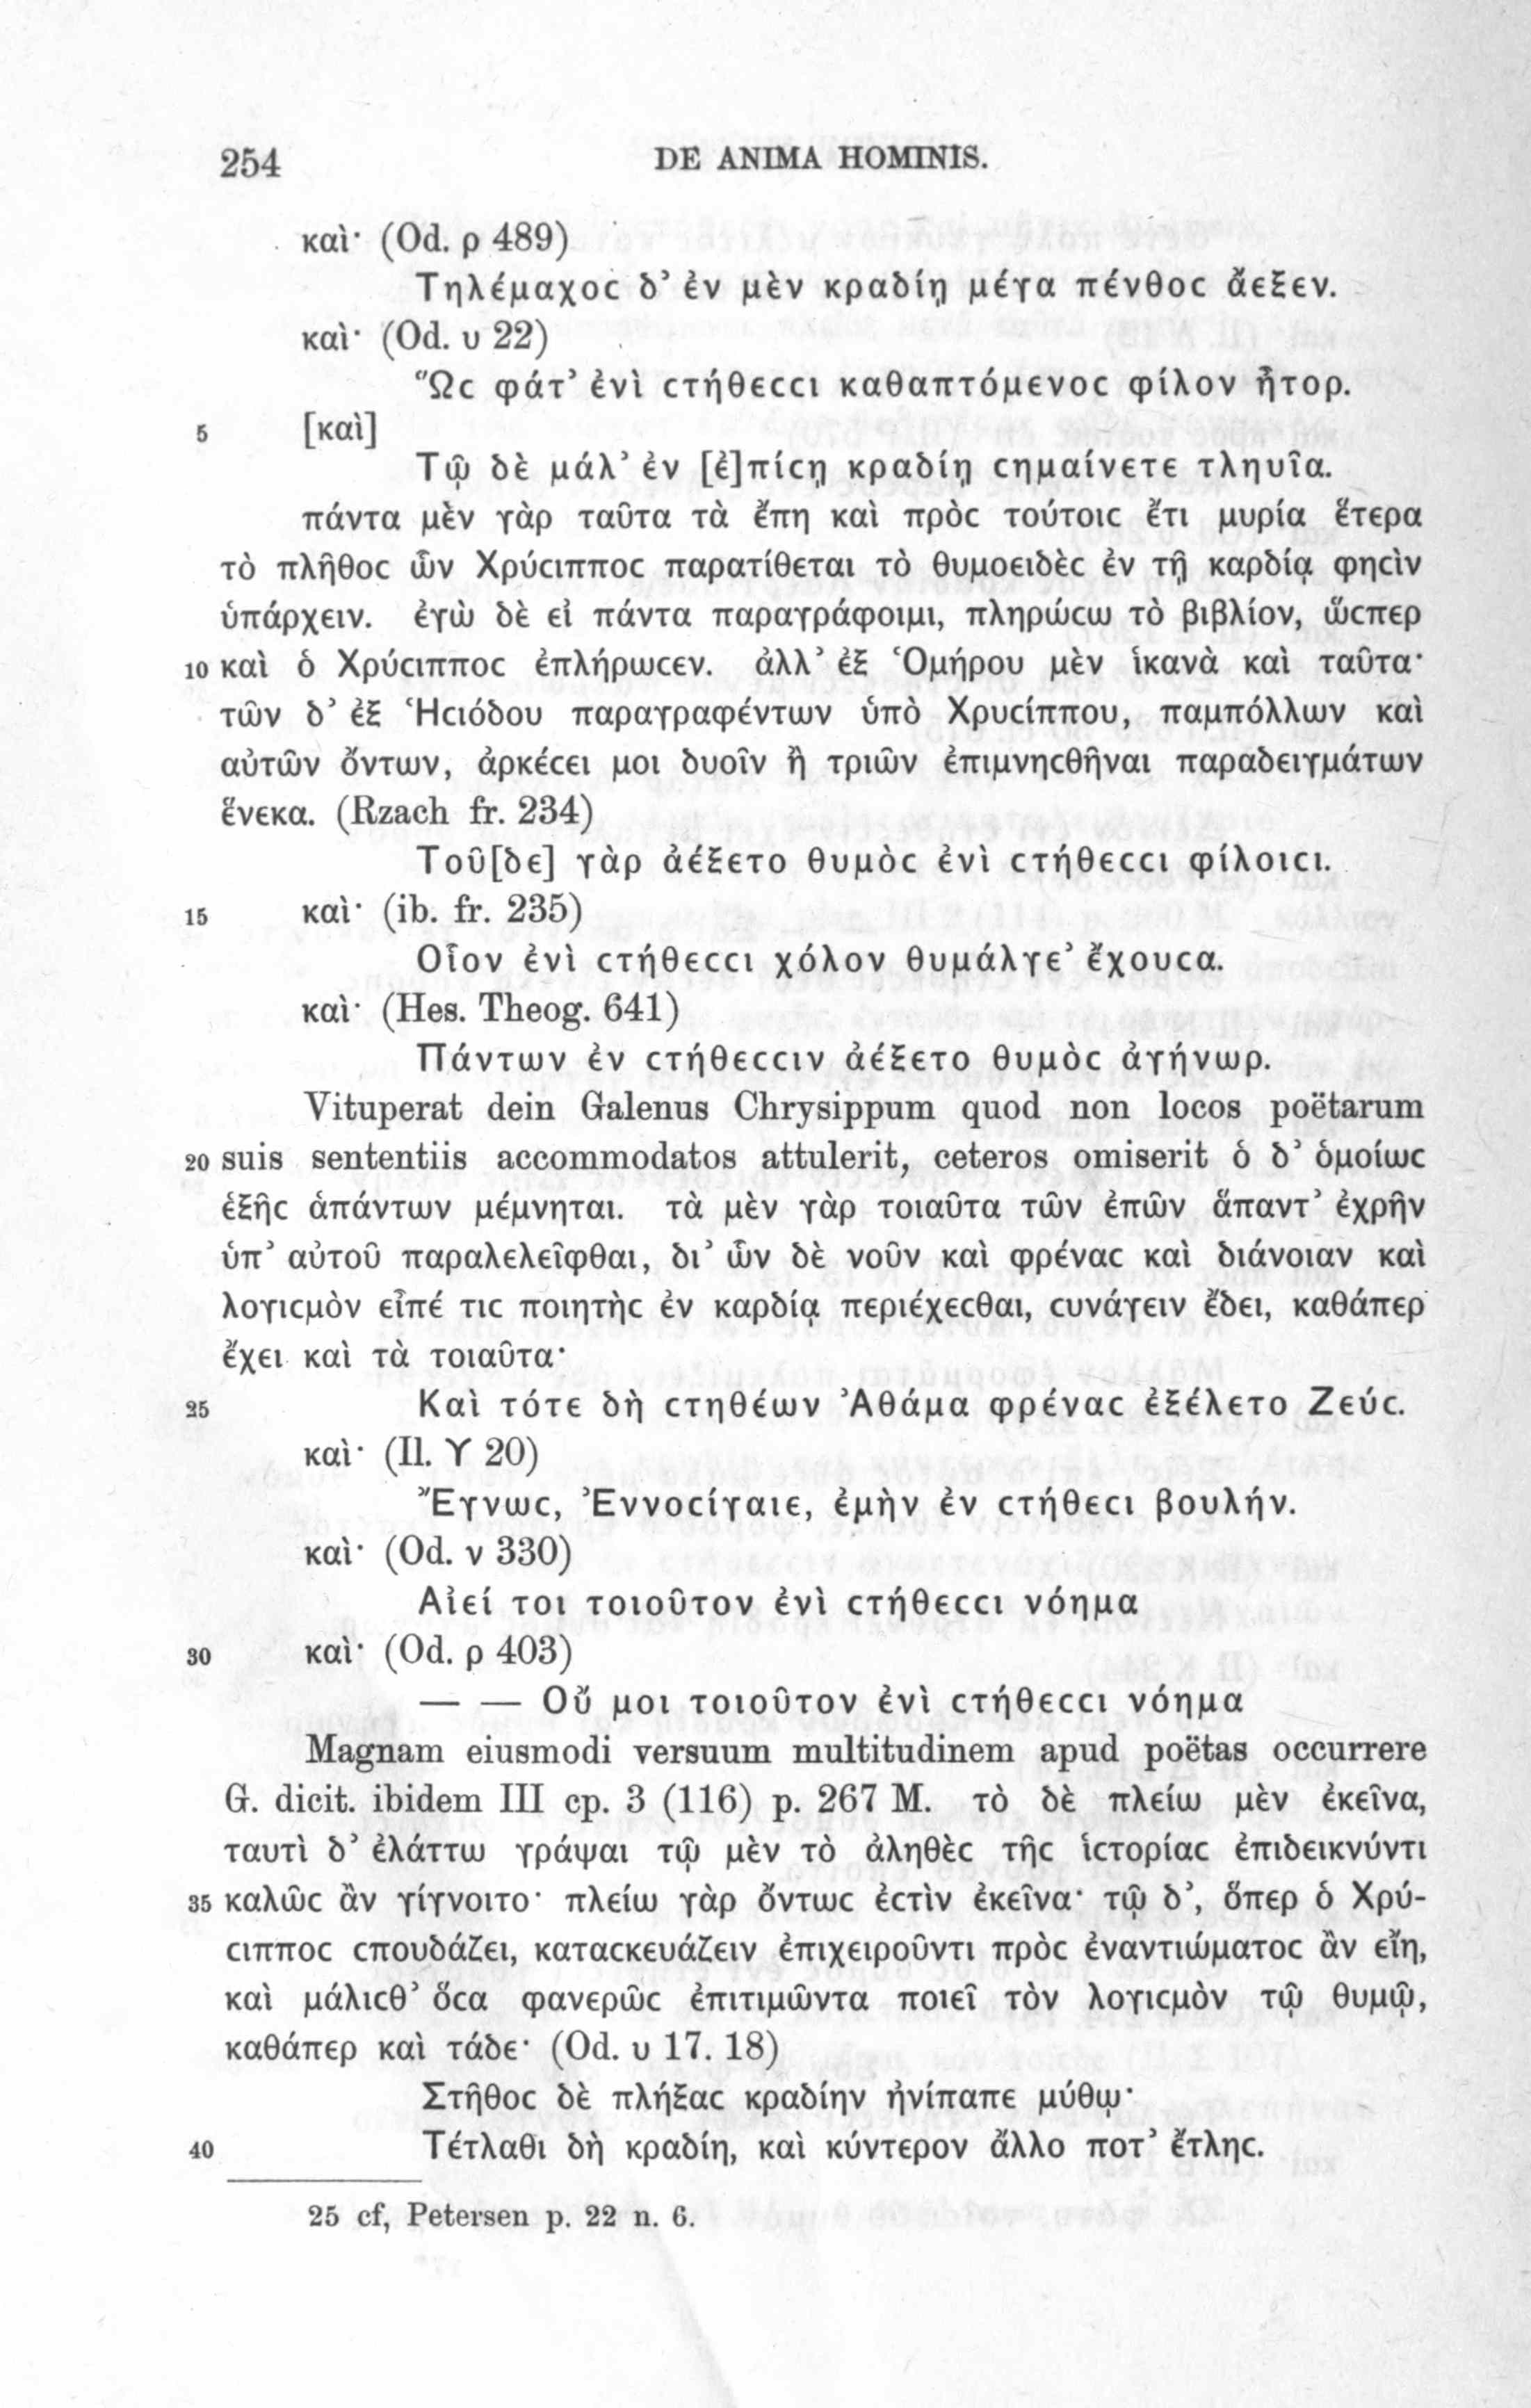 254 DE ANIMA HOMINIS.
καὶ· (Od. ρ 489)
Τηλέμαχοϲ δ’ ἐν μὲν κραδίῃ μέγα πένθοϲ ἄεξεν.
καὶ· (Od. υ 22)
Ὣϲ φάτ’ ἐνὶ ϲτήθεϲϲι καθαπτόμενοϲ φίλον ἦτορ.
5 [καὶ]
Τῷ δὲ μάλ’ ἐν [ἐ]πίϲῃ κραδίῃ ϲημαίνετε τληυῖα.
πάντα μὲν γὰρ ταῦτα τὰ ἔπη καὶ πρὸϲ τούτοιϲ ἔτι μυρία ἕτερα
τὸ πλῆθοϲ ὧν Χρύϲιπποϲ παρατίθεται τὸ θυμοειδὲϲ ἐν τῇ καρδίᾳ φηϲὶν
ὑπάρχειν. ἐγὼ δὲ εἰ πάντα παραγράφοιμι, πληρώϲω τὸ βιβλίον, ὥϲπερ
10 καὶ ὁ Χρύϲιπποϲ ἐπλήρωϲεν. ἀλλ’ ἐξ Ὁμήρου μὲν ἱκανὰ καὶ ταῦτα·
τῶν δ’ ἐξ Ἡϲιόδου παραγραφέντων ὑπὸ Χρυϲίππου, παμπόλλων καὶ
αὐτῶν ὄντων, ἀρκέϲει μοι δυοῖν ἢ τριῶν ἐπιμνηϲθῆναι παραδειγμάτων
ἕνεκα. (Rzach fr. 234)
Τοῦ[δε] γὰρ ἀέξετο θυμὸϲ ἐνὶ ϲτήθεϲϲι φίλοιϲι.
15 καὶ· (ib. fr. 235)
Οἷον ἐνὶ ϲτήθεϲϲι χόλον θυμάλγε’ ἔχουϲα.
καὶ· (Hes. Theog. 641)
Πάντων ἐν ϲτήθεϲϲιν ἀέξετο θυμὸϲ ἀγήνωρ.
Vituperat dein Galenus Chrysippum quod non locos poëtarum
20 suis sententiis accommodatos attulerit, ceteros omiserit ὁ δ’ ὁμοίωϲ
ἑξῆϲ ἁπάντων μέμνηται. τὰ μὲν γὰρ τοιαῦτα τῶν ἐπῶν ἅπαντ’ ἐχρῆν
ὑπ’ αὐτοῦ παραλελεῖφθαι, δι’ ὧν δὲ νοῦν καὶ φρέναϲ καὶ διάνοιαν καὶ
λογιϲμὸν εἶπέ τιϲ ποιητὴϲ ἐν καρδίᾳ περιέχεϲθαι, ϲυνάγειν ἔδει, καθάπερ
ἔχει καὶ τὰ τοιαῦτα·
25 Καὶ τότε δὴ ϲτηθέων Ἀθάμα φρέναϲ ἐξέλετο Ζεύϲ.
καὶ· (Il. Υ 20)
Ἔγνωϲ, Ἐννοϲίγαιε, ἐμὴν ἐν ϲτήθεϲι βουλήν.
καὶ· (Od. ν 330)
Αἰεί τοι τοιοῦτον ἐνὶ ϲτήθεϲϲι νόημα
30 καὶ· (Od. ρ 403)
— — Οὔ μοι τοιοῦτον ἐνὶ ϲτήθεϲϲι νόημα
Magnam eiusmodi versuum multitudinem apud poëtas occurrere
G. dicit. ibidem III cp. 3 (116) p. 267 M. τὸ δὲ πλείω μὲν ἐκεῖνα,
ταυτὶ δ’ ἐλάττω γράψαι τῷ μὲν τὸ ἀληθὲϲ τῆϲ ἱϲτορίαϲ ἐπιδεικνύντι
35 καλῶϲ ἂν γίγνοιτο· πλείω γὰρ ὄντωϲ ἐϲτὶν ἐκεῖνα· τῷ δ’, ὅπερ ὁ Χρύ-
ϲιπποϲ ϲπουδάζει, καταϲκευάζειν ἐπιχειροῦντι πρὸϲ ἐναντιώματοϲ ἂν εἴη,
καὶ μάλιϲθ’ ὅϲα φανερῶϲ ἐπιτιμῶντα ποιεῖ τὸν λογιϲμὸν τῷ θυμῷ,
καθάπερ καὶ τάδε· (Od. υ 17. 18)
Στῆθοϲ δὲ πλήξαϲ κραδίην ἠνίπαπε μύθῳ·
40 Τέτλαθι δὴ κραδίη, καὶ κύντερον ἄλλο ποτ’ ἔτληϲ.
25 cf, Petersen p. 22 n. 6.